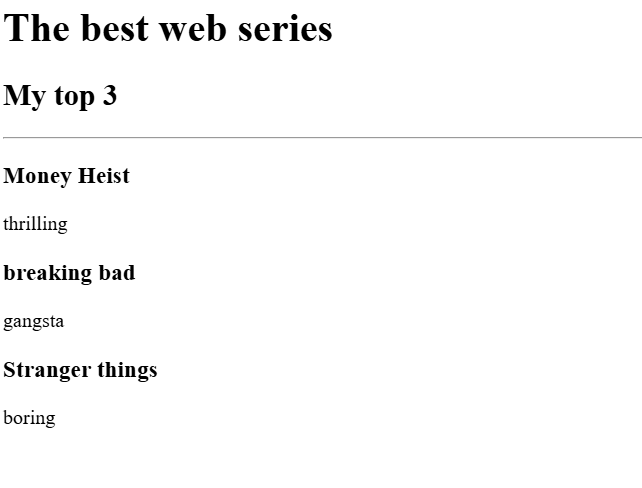 The best web series
My top 3
Money Heist
thrilling
breaking bad
gangsta
Stranger things
boring